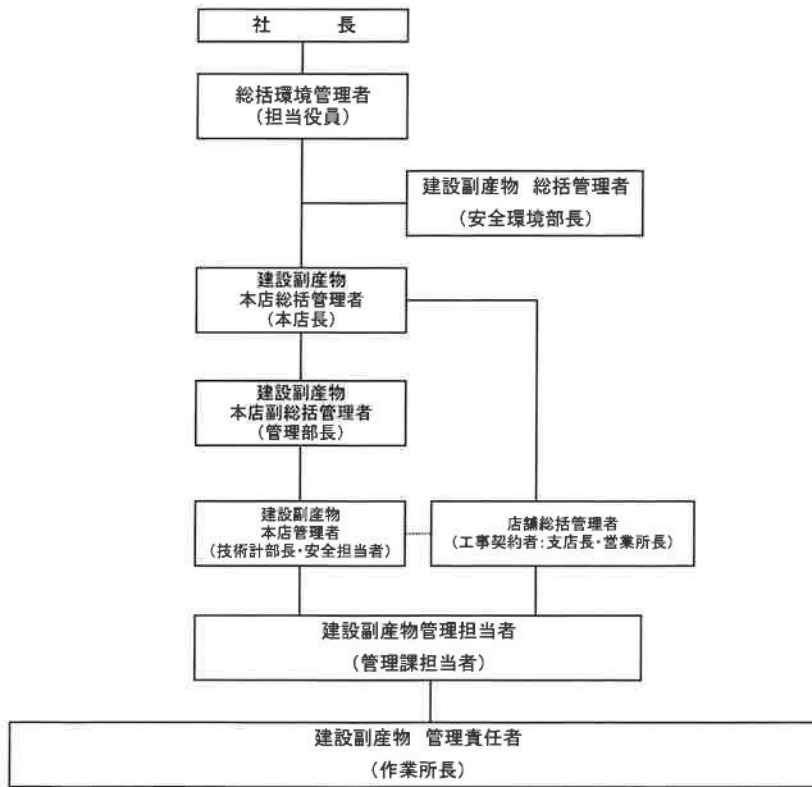 社　　長
総括環境管理者
（担当役員）
建設副産物　総括管理者
（安全環境部長）
建設副産物
本店総括管理者
（本店長）
建設副産物
本店副総括管理者
（管理部長）
建設副産物
本店管理者
（技術計部長・安全担当者）
店舗総括管理者
（工事契約者：支店長・営業所長）
建設副産物管理担当者
（管理課担当者）
建設副産物　管理責任者
（作業所長）